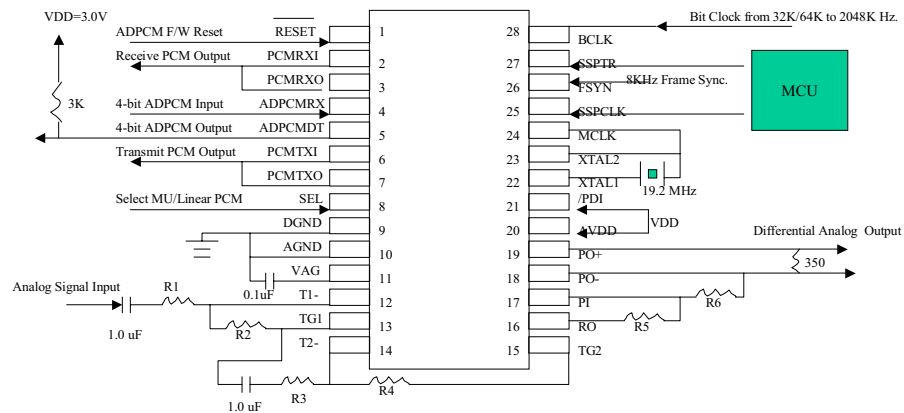 VDD=3.0V
ADPCM F/W Reset RESET 1
Receive PCM Output PCMRXI 2
PCMRXO 3
3K
4-bit ADPCM Input ADPCMRX 4
4-bit ADPCM Output ADPCMDT 5
Transmit PCM Output PCMTXI 6
PCMTXO 7
Select MU/Linear PCM SEL 8
DGND 9
AGND 10
VAG 11
0.1uF
Analog Signal Input R1 T1- 12
1.0 uF
R2 TG1 13
T2- 14
1.0 uF R3 R4
28 Bit Clock from 32K/64K to 2048K Hz.
BCLK
27 SSPTR
26 FSYN 8KHz Frame Sync.
25 SSPCLK
MCU
24 MCLK
23 XTAL2
22 XTAL1
19.2 MHz
21 /PDI
VDD
20 AVDD
Differential Analog Output
19 PO+
350
18 PO-
17 PI R6
16 RO R5
15 TG2